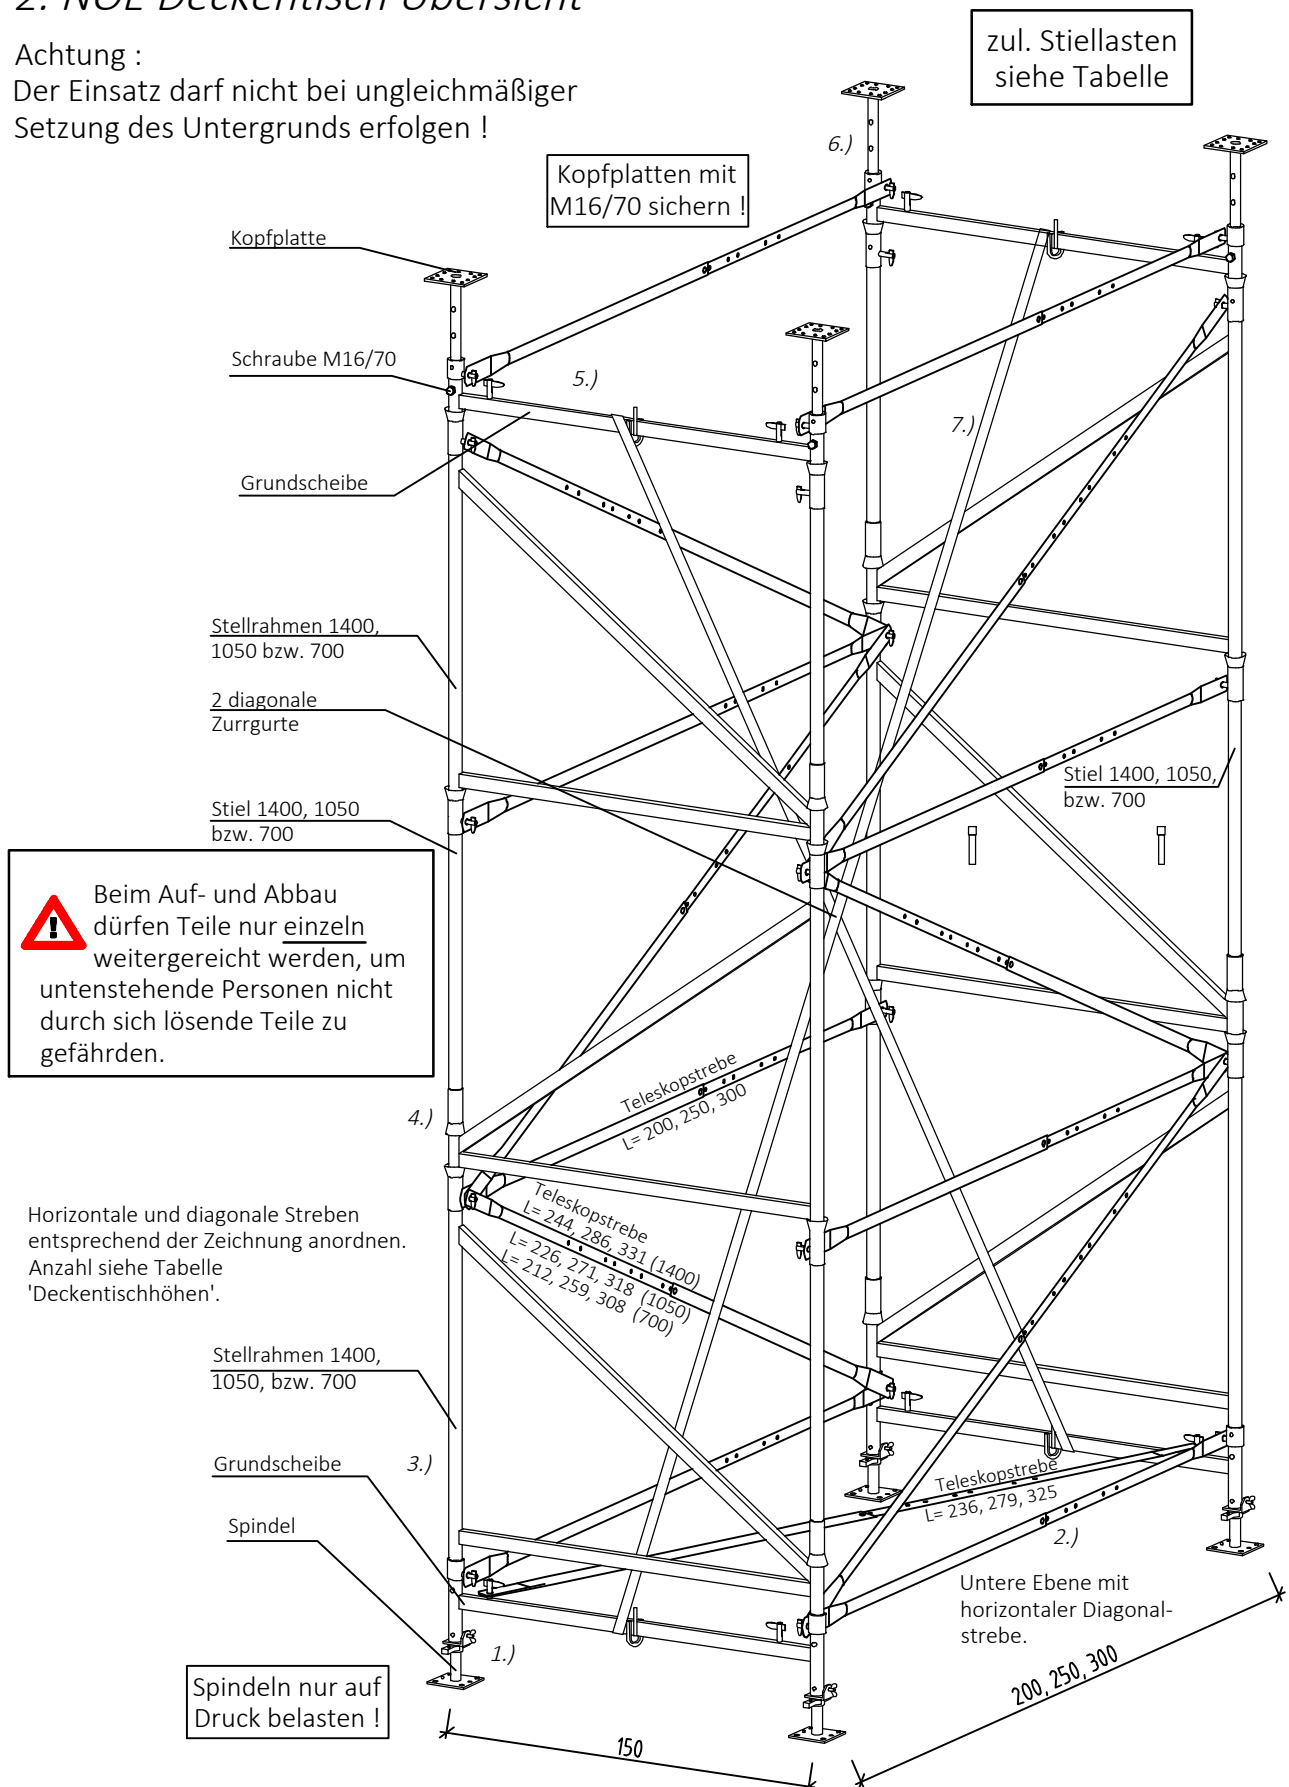 2. NOE Deckentisch Übersicht
Achtung :
Der Einsatz darf nicht bei ungleichmäßiger
Setzung des Untergrunds erfolgen !
zul. Stiellasten
siehe Tabelle
6.)
Kopfplatten mit
M16/70 sichern !
Kopfplatte
Schraube M16/70
5.)
7.)
Grundscheibe
Stellrahmen 1400,
1050 bzw. 700
2 diagonale
Zurrgurte
Stiel 1400, 1050,
bzw. 700
Stiel 1400, 1050
bzw. 700
Beim Auf- und Abbau
dürfen Teile nur einzeln
weitergereicht werden, um
untenstehende Personen nicht
durch sich lösende Teile zu
gefährden.
Teleskopstrebe
L= 200, 250, 300
4.)
Teleskopstrebe
L= 244, 286, 331 (1400)
L= 226, 271, 318 (1050)
L= 212, 259, 308 (700)
Horizontale und diagonale Streben
entsprechend der Zeichnung anordnen.
Anzahl siehe Tabelle
'Deckentischhöhen'.
Stellrahmen 1400,
1050, bzw. 700
Grundscheibe
3.)
Teleskopstrebe
L= 236, 279, 325
Spindel
2.)
Untere Ebene mit
horizontaler Diagonal-
strebe.
1.)
Spindeln nur auf
Druck belasten !
200, 250, 300
150